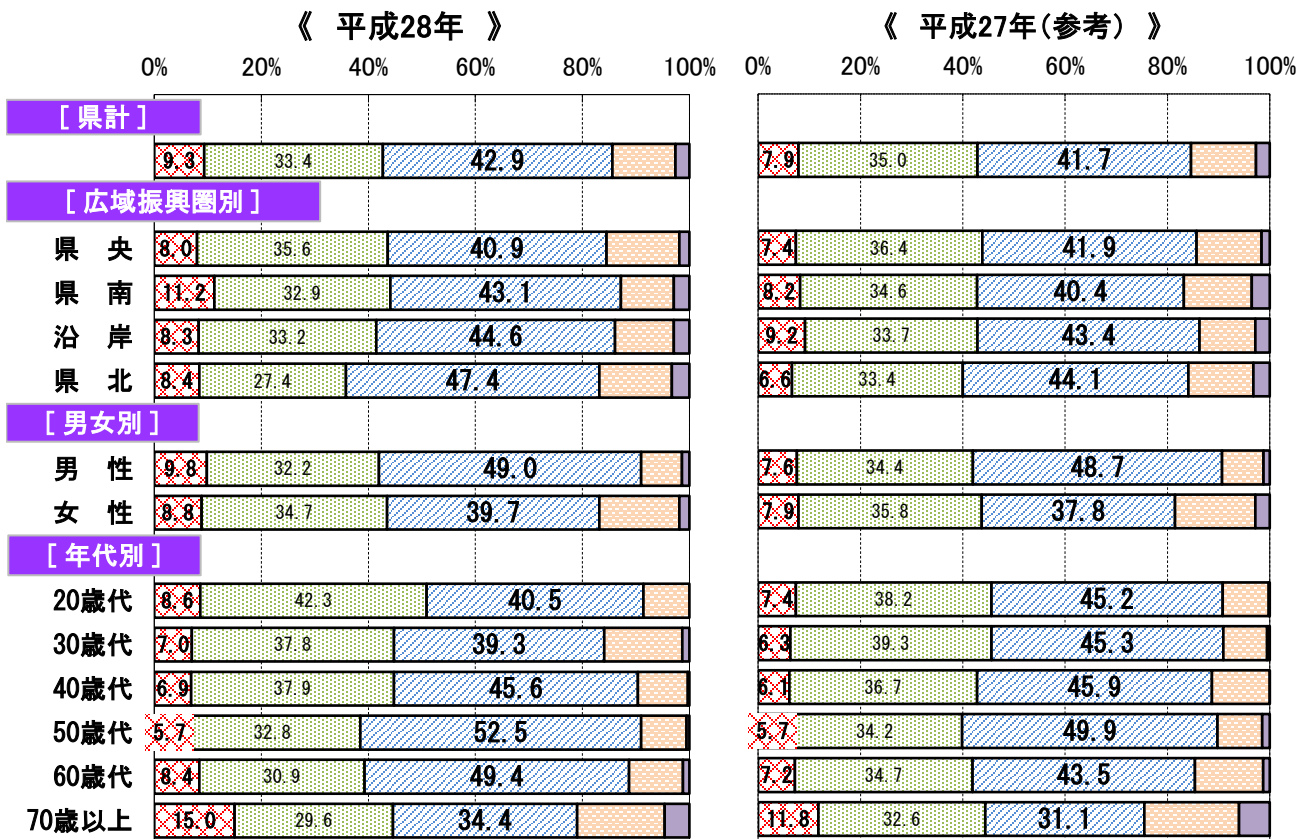 《 平成28年 》
《 平成27年(参考) 》
0% 20% 40% 60% 80% 100%
0% 20% 40% 60% 80% 100%
[ 県計 ]
9.3 33.4 42.9
7.9 35.0 41.7
[ 広域振興圏別 ]
県 央 8.0 35.6 40.9
7.4 36.4 41.9
県 南 11.2 32.9 43.1
8.2 34.6 40.4
沿 岸 8.3 33.2 44.6
9.2 33.7 43.4
県 北 8.4 27.4 47.4
6.6 33.4 44.1
[ 男女別 ]
男 性 9.8 32.2 49.0
7.6 34.4 48.7
女 性 8.8 34.7 39.7
7.9 35.8 37.8
[ 年代別 ]
20歳代 8.6 42.3 40.5
7.4 38.2 45.2
30歳代 7.0 37.8 39.3
6.3 39.3 45.3
40歳代 6.9 37.9 45.6
6.1 36.7 45.9
50歳代 5.7 32.8 52.5
5.7 34.2 49.9
60歳代 8.4 30.9 49.4
7.2 34.7 43.5
70歳以上 15.0 29.6 34.4
11.8 32.6 31.1